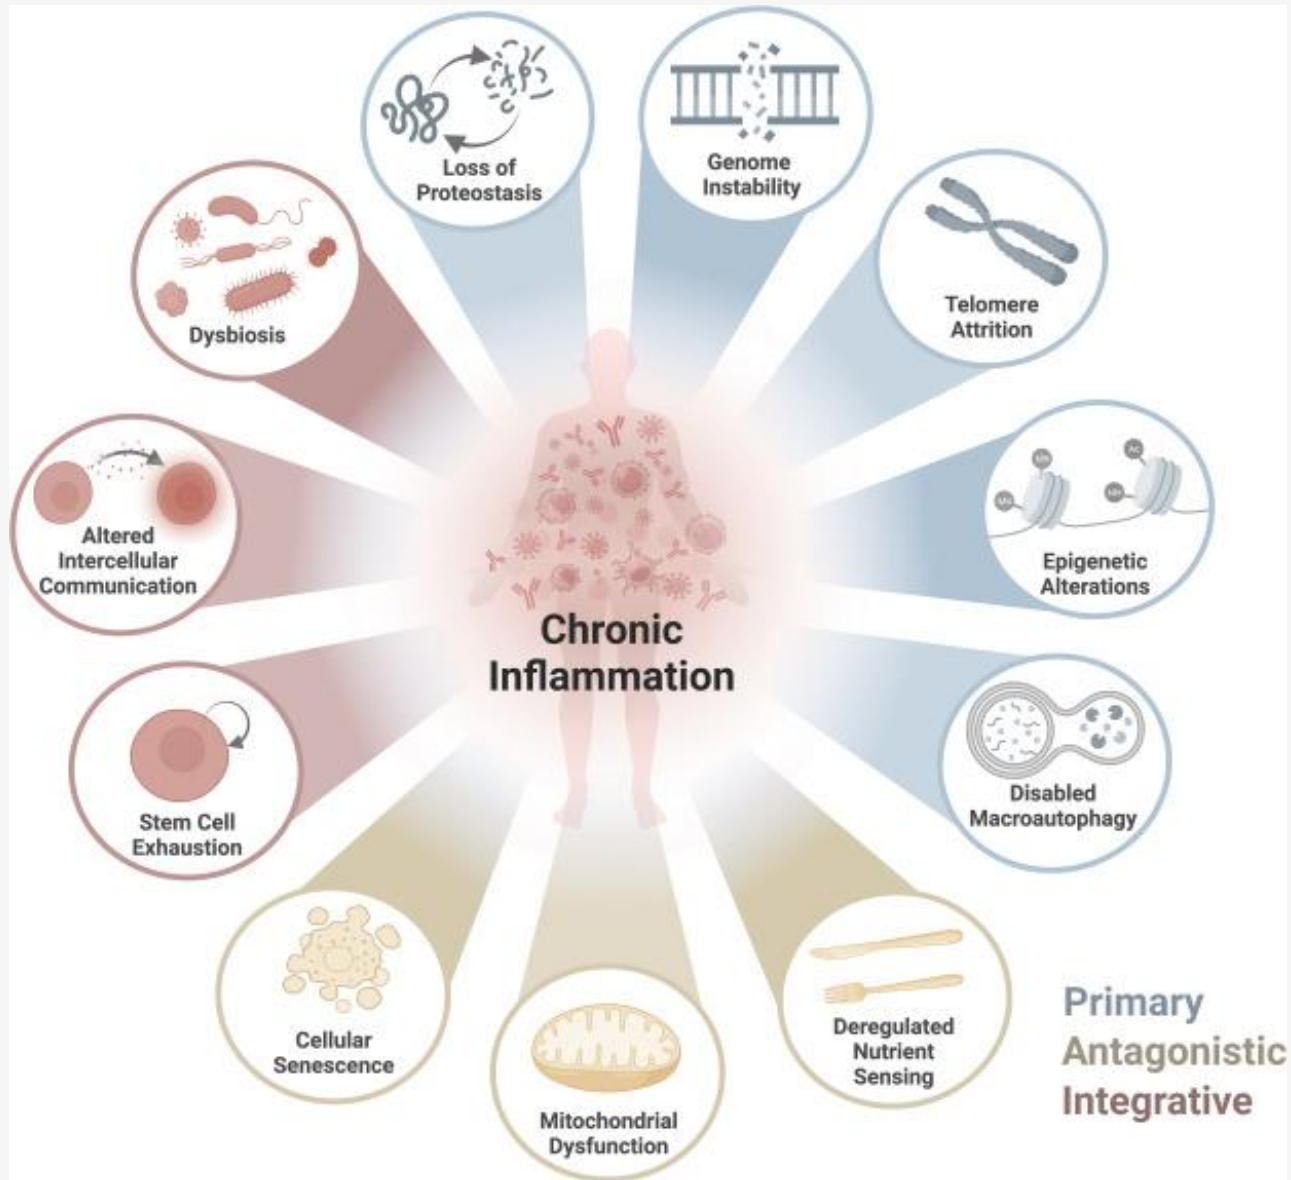 Loss of
Proteostasis
Genome
Instability
Telomere
Attrition
Epigenetic
Alterations
Disabled
Macroautophagy
Deregulated
Nutrient
Sensing
Mitochondrial
Dysfunction
Cellular
Senescence
Stem Cell
Exhaustion
Altered
Intercellular
Communication
Dysbiosis
Chronic
Inflammation
Primary
Antagonistic
Integrative